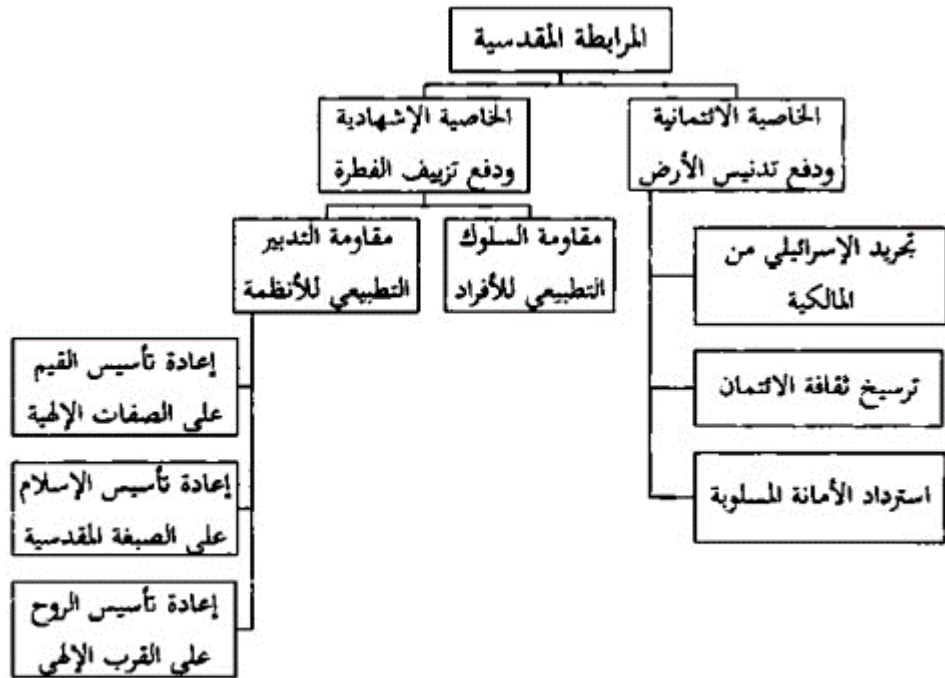 المرابطة المقدسية
الخاصية الائتمانية
ودفع تدنيس الأرض
الخاصية الإشهادية
ودفع تزييف الفطرة
تجريد الإسرائيلي من
المالكية
ترسيخ ثقافة الائتمان
استرداد الأمانة المسلوبة
مقاومة السلوك
التطبيعي للأفراد
مقاومة التدبير
التطبيعي للأنظمة
إعادة تأسيس القيم
على الصفات الإلهية
إعادة تأسيس الإسلام
على الصبغة المقدسية
إعادة تأسيس الروح
على القرب الإلهي